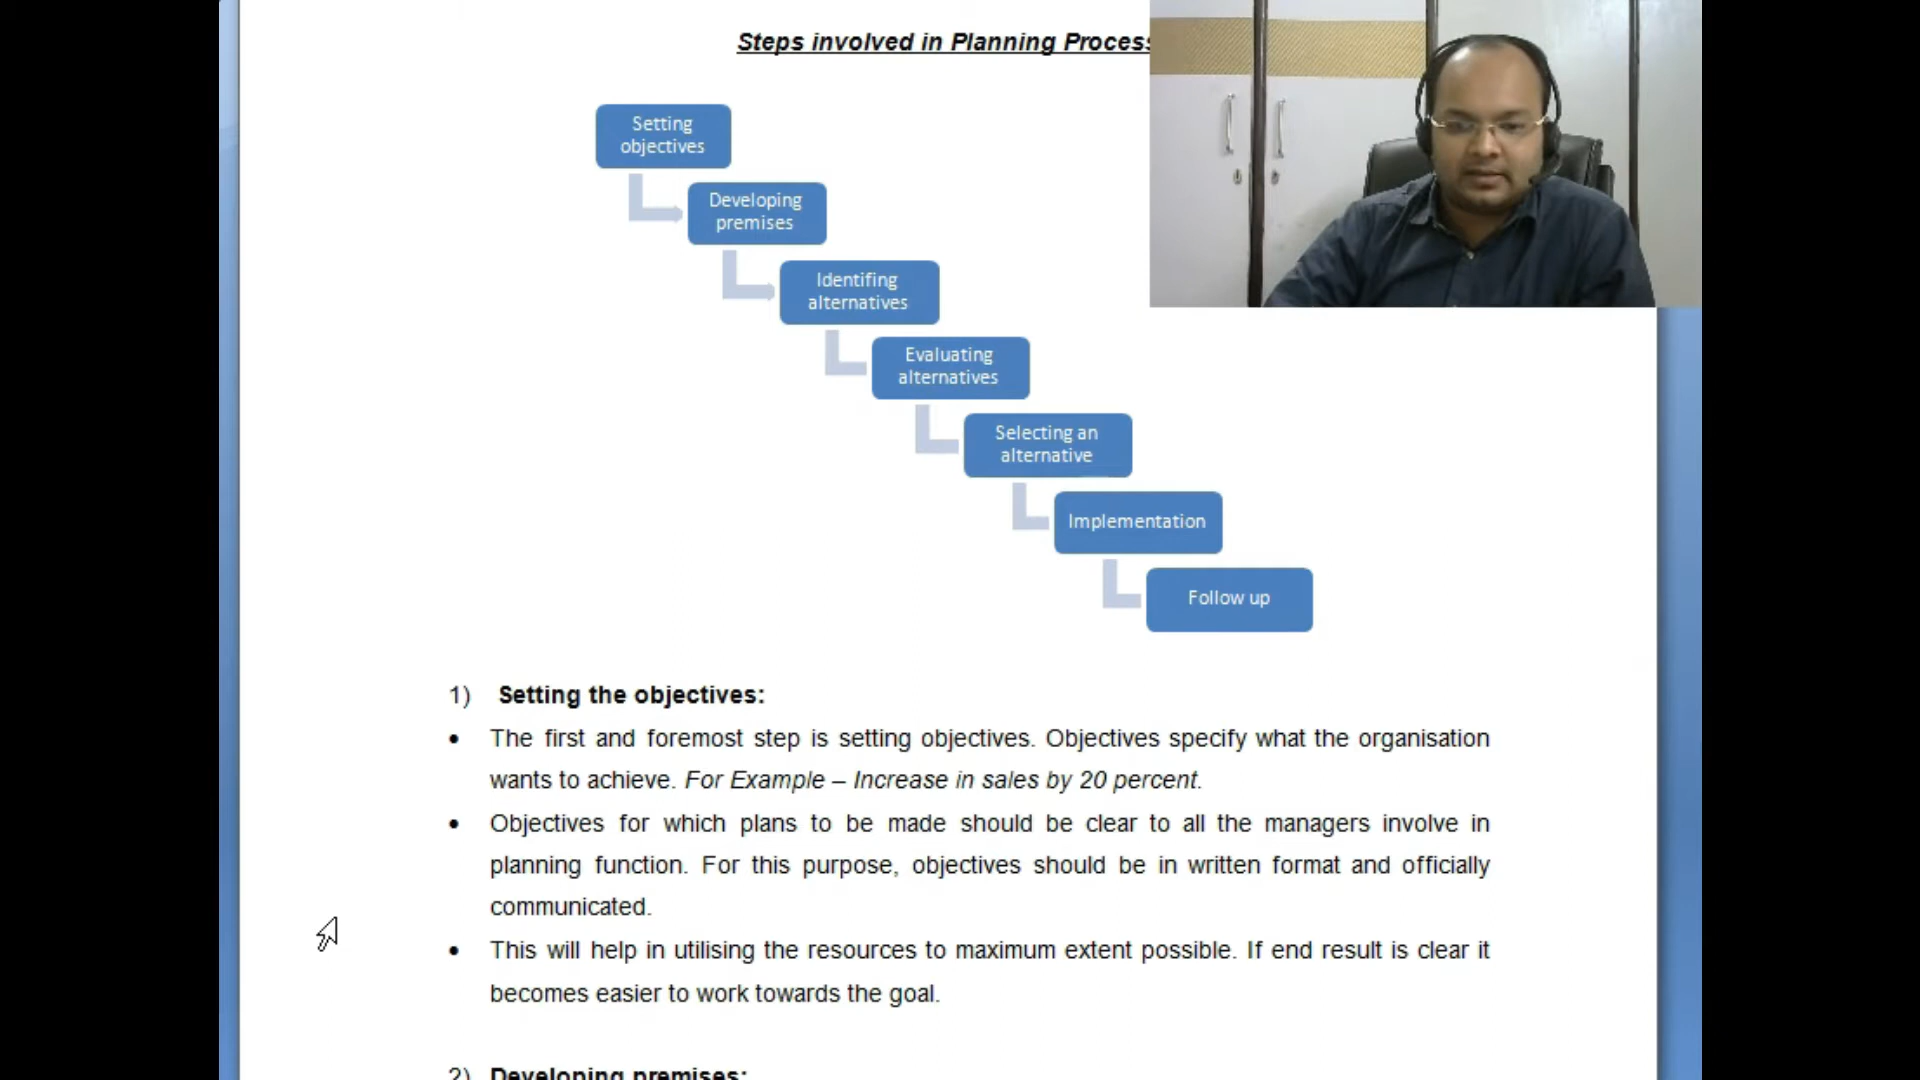 Steps involved in Planning Process
Setting
objectives
Developing
premises
Identifing
alternatives
Evaluating
alternatives
Selecting an
alternative
Implementation
Follow up
1) Setting the objectives:
• The first and foremost step is setting objectives. Objectives specify what the organisation
wants to achieve. For Example – Increase in sales by 20 percent.
• Objectives for which plans to be made should be clear to all the managers involve in
planning function. For this purpose, objectives should be in written format and officially
communicated.
• This will help in utilising the resources to maximum extent possible. If end result is clear it
becomes easier to work towards the goal.
2) Developing premises: